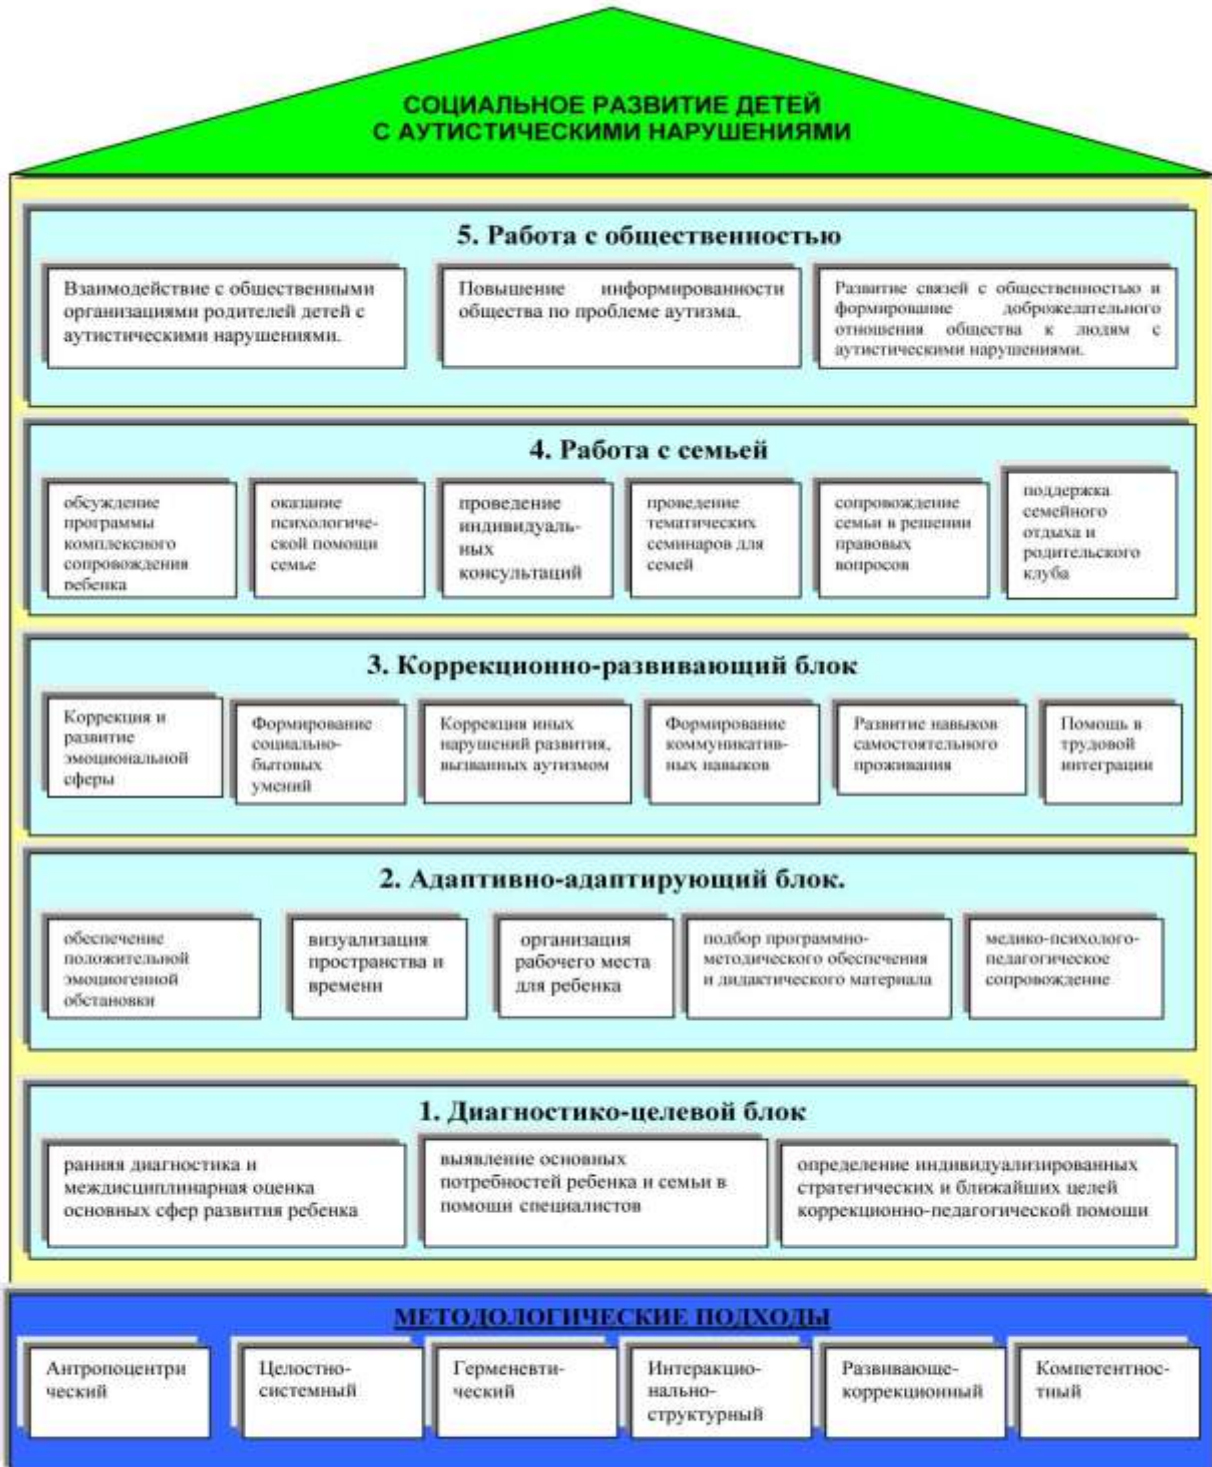 СОЦИАЛЬНОЕ РАЗВИТИЕ ДЕТЕЙ
С АУТИСТИЧЕСКИМИ НАРУШЕНИЯМИ
5. Работа с общественностью
Взаимодействие с общественными
организациями родителей детей с
аутистическими нарушениями.
Повышение информированности
общества по проблеме аутизма.
Развитие связей с общественностью и
формирование доброжелательного
отношения общества к людям с
аутистическими нарушениями.
4. Работа с семьей
обсуждение
программы
комплексного
сопровождения
ребенка
оказание
психологиче-
ской помощи
семье
проведение
индивидуаль-
ных
консультаций
проведение
тематических
семинаров для
семей
сопровождение
семьи в решении
правовых
вопросов
поддержка
семейного
отдыха и
родительского
клуба
3. Коррекционно-развивающий блок
Коррекция и
развитие
эмоциональной
сферы
Формирование
социально-
бытовых
умений
Коррекция иных
нарушений развития,
вызванных аутизмом
Формирование
коммуникатив-
ных навыков
Развитие навыков
самостоятельного
проживания
Помощь в
трудовой
интеграции
2. Адаптивно-адаптирующий блок.
обеспечение
положительной
эмоциогенной
обстановки
визуализация
пространства и
времени
организация
рабочего места
для ребенка
подбор программно-
методического обеспечения
и дидактического материала
медико-психолого-
педагогическое
сопровождение
1. Диагностико-целевой блок
ранняя диагностика и
междисциплинарная оценка
основных сфер развития ребенка
выявление основных
потребностей ребенка и семьи в
помощи специалистов
определение индивидуализированных
стратегических и ближайших целей
коррекционно-педагогической помощи
МЕТОДОЛОГИЧЕСКИЕ ПОДХОДЫ
Антропоцентри
ческий
Целостно-
системный
Герменевти-
ческий
Интеракцио-
нально-
структурный
Развивающе-
коррекционный
Компетентнос-
тный